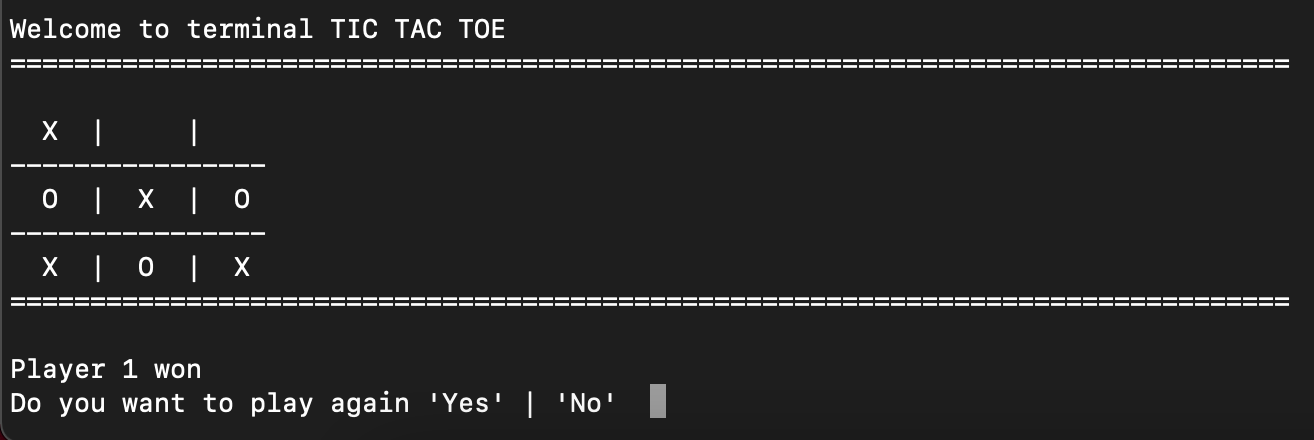 Welcome to terminal TIC TAC TOE
================================================================================
X | |
----------------
O | X | O
----------------
X | O | X
================================================================================
Player 1 won
Do you want to play again 'Yes' | 'No'